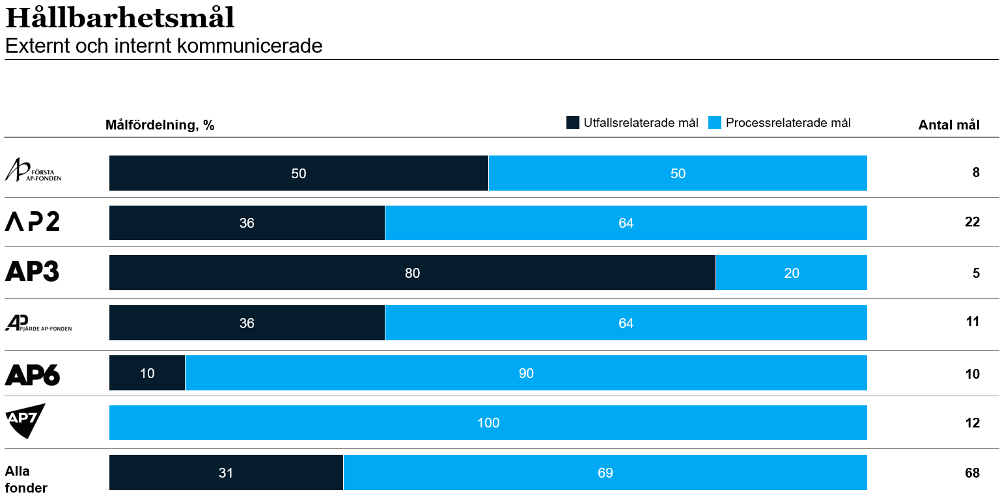 Hållbarhetsmål
Externt och internt kommunicerade
Målfördelning, %
Utfallsrelaterade mål
Processrelaterade mål
Antal mål
AP FÖRSTA
AP-FONDEN
50
50
8
AP2
36
64
22
AP3
80
20
5
AP
FJÄRDE AP-FONDEN
36
64
11
AP6
10
90
10
AP7
100
12
Alla
fonder
31
69
68